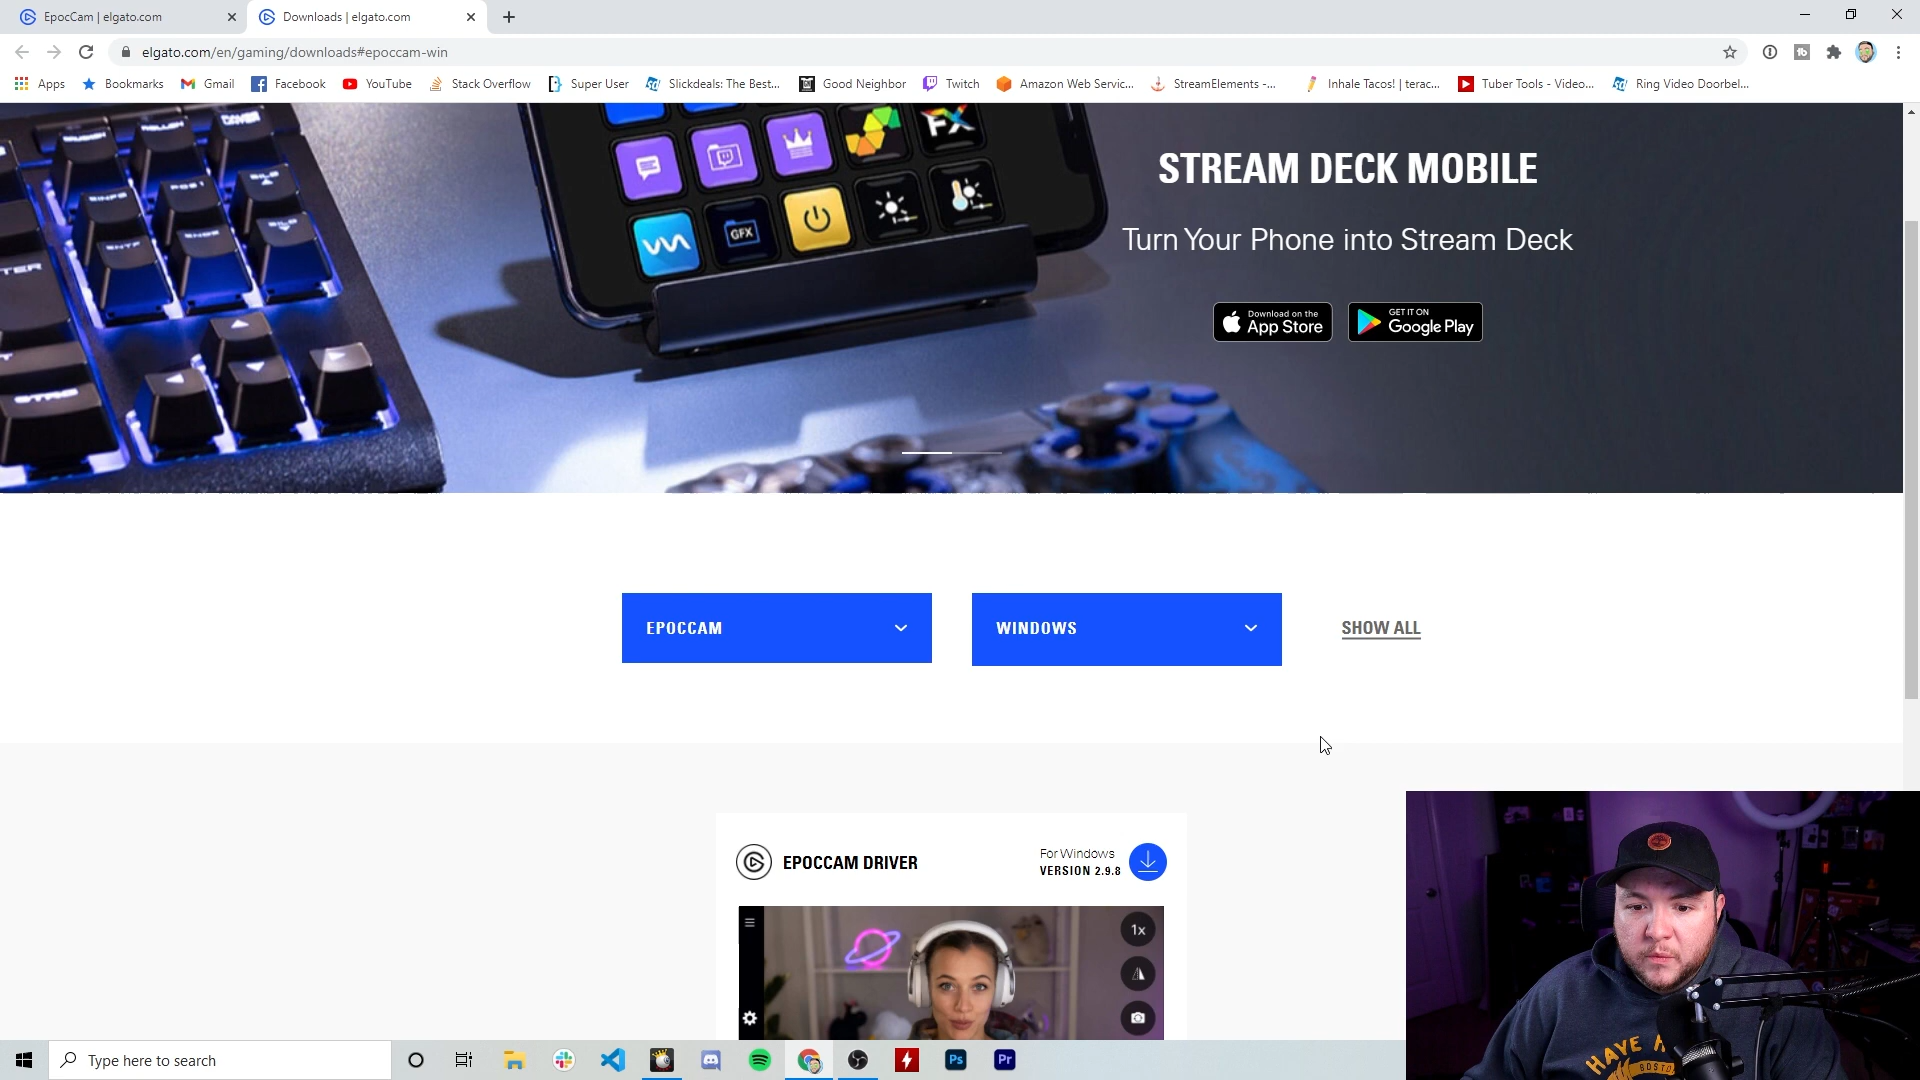 EpocCam | elgato.com
Downloads | elgato.com
elgato.com/en/gaming/downloads#epoccam-win
Apps
Bookmarks
Gmail
Facebook
YouTube
Stack Overflow
Super User
Slickdeals: The Best...
Good Neighbor
Twitch
Amazon Web Servic...
StreamElements -...
Inhale Tacos! | terac...
Tuber Tools - Video...
Ring Video Doorbel...
FX
GFX
STREAM DECK MOBILE
Turn Your Phone into Stream Deck
Download on the
App Store
GET IT ON
Google Play
EPOCCAM
WINDOWS
SHOW ALL
EPOCCAM DRIVER
For Windows
VERSION 2.9.8
1x
Type here to search
Ps
Pr
HAVE A
BOSTO